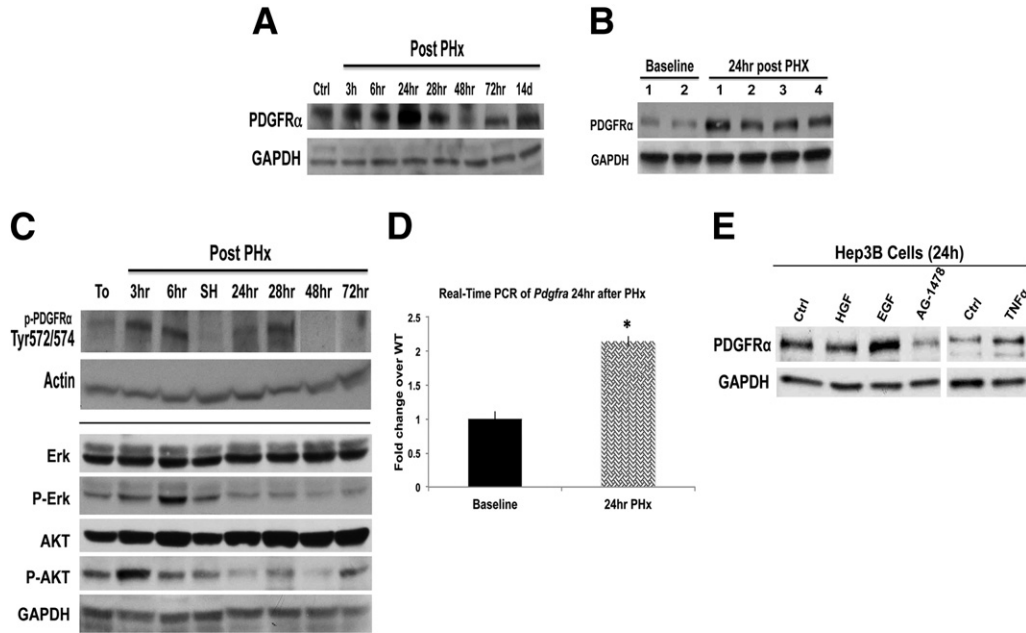 A
Post PHx
Ctrl 3h 6hr 24hr 28hr 48hr 72hr 14d
PDGFRα
GAPDH
B
Baseline 24hr post PHX
1 2 1 2 3 4
PDGFRα
GAPDH
C
Post PHx
To 3hr 6hr SH 24hr 28hr 48hr 72hr
p-PDGFRα
Tyr572/574
Actin
Erk
P-Erk
AKT
P-AKT
GAPDH
D
Real-Time PCR of Pdgfra 24hr after PHx
*
Fold change over WT
2.5
2
1.5
1
0.5
0
Baseline 24hr PHx
E
Hep3B Cells (24h)
Ctrl HGF EGF AG-1478 Ctrl TNFα
PDGFRα
GAPDH